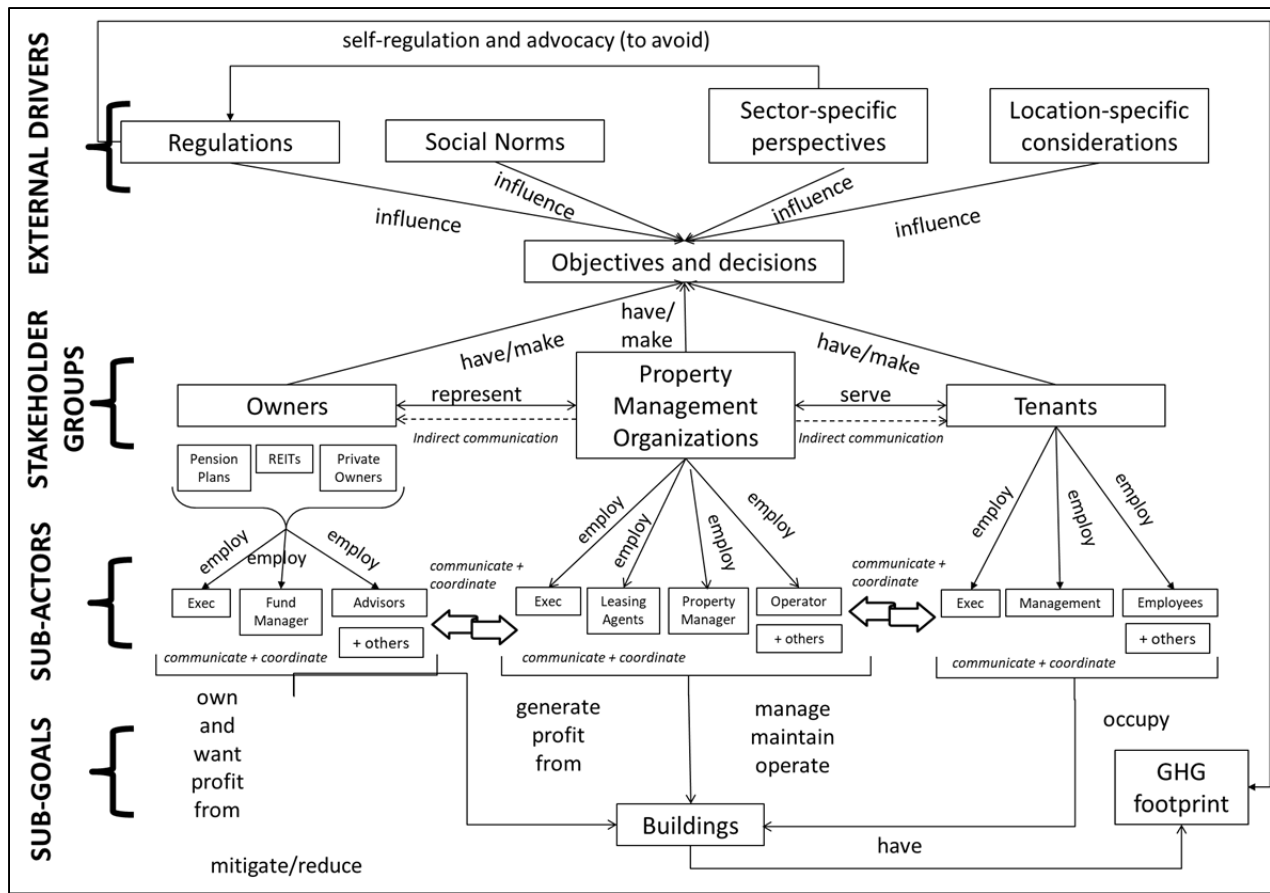 EXTERNAL DRIVERS
self-regulation and advocacy (to avoid)
Regulations
Social Norms
Sector-specific
perspectives
Location-specific
considerations
influence
influence
influence
influence
Objectives and decisions
STAKEHOLDER
GROUPS
have/make
have/
make
have/make
Owners
represent
Indirect communication
Property
Management
Organizations
serve
Indirect communication
Tenants
Pension
Plans
REITs
Private
Owners
SUB-ACTORS
employ
employ
employ
employ
employ
employ
employ
employ
employ
employ
communicate +
coordinate
communicate +
coordinate
Exec
Fund
Manager
Advisors
+ others
Exec
Leasing
Agents
Property
Manager
Operator
+ others
Exec
Management
Employees
+ others
communicate + coordinate
communicate + coordinate
communicate + coordinate
SUB-GOALS
own
and
want
profit
from
generate
profit
from
manage
maintain
operate
occupy
GHG
footprint
Buildings
have
mitigate/reduce